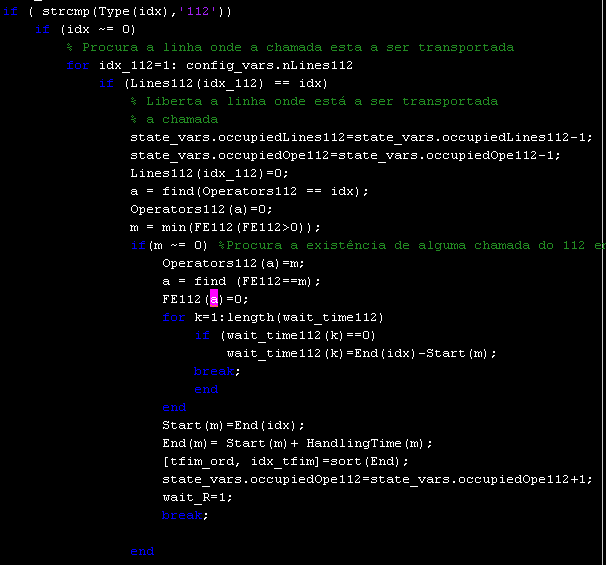 if ( strcmp(Type(idx),'112'))
if (idx ~= 0)
% Procura a linha onde a chamada esta a ser transportada
for idx_112=1: config_vars.nLines112
if (Lines112(idx_112) == idx)
% Liberta a linha onde está a ser transportada
% a chamada
state_vars.occupiedLines112=state_vars.occupiedLines112-1;
state_vars.occupiedOpe112=state_vars.occupiedOpe112-1;
Lines112(idx_112)=0;
a = find(Operators112 == idx);
Operators112(a)=0;
m = min(FE112(FE112>0));
if(m ~= 0) %Procura a existência de alguma chamada do 112 e
Operators112(a)=m;
a = find (FE112==m);
FE112(a)=0;
for k=1:length(wait_time112)
if (wait_time112(k)==0)
wait_time112(k)=End(idx)-Start(m);
break;
end
end
Start(m)=End(idx);
End(m)= Start(m)+ HandlingTime(m);
[tfim_ord, idx_tfim]=sort(End);
state_vars.occupiedOpe112=state_vars.occupiedOpe112+1;
wait_R=1;
break;
end